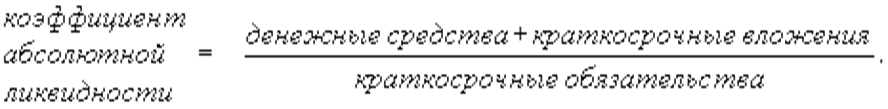 коэффициент
абсолютной
ликвидности
=
денежные средства + краткосрочные вложения
краткосрочные обязательства
.